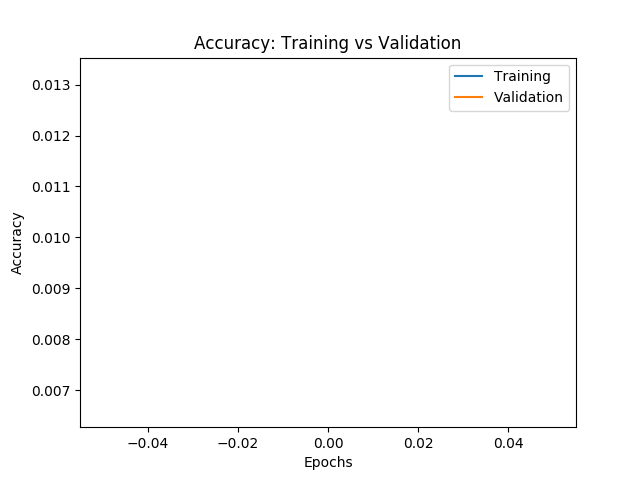 Accuracy: Training vs Validation
Training
Validation
0.013
0.012
0.011
0.010
0.009
0.008
0.007
Accuracy
−0.04
−0.02
0.00
0.02
0.04
Epochs